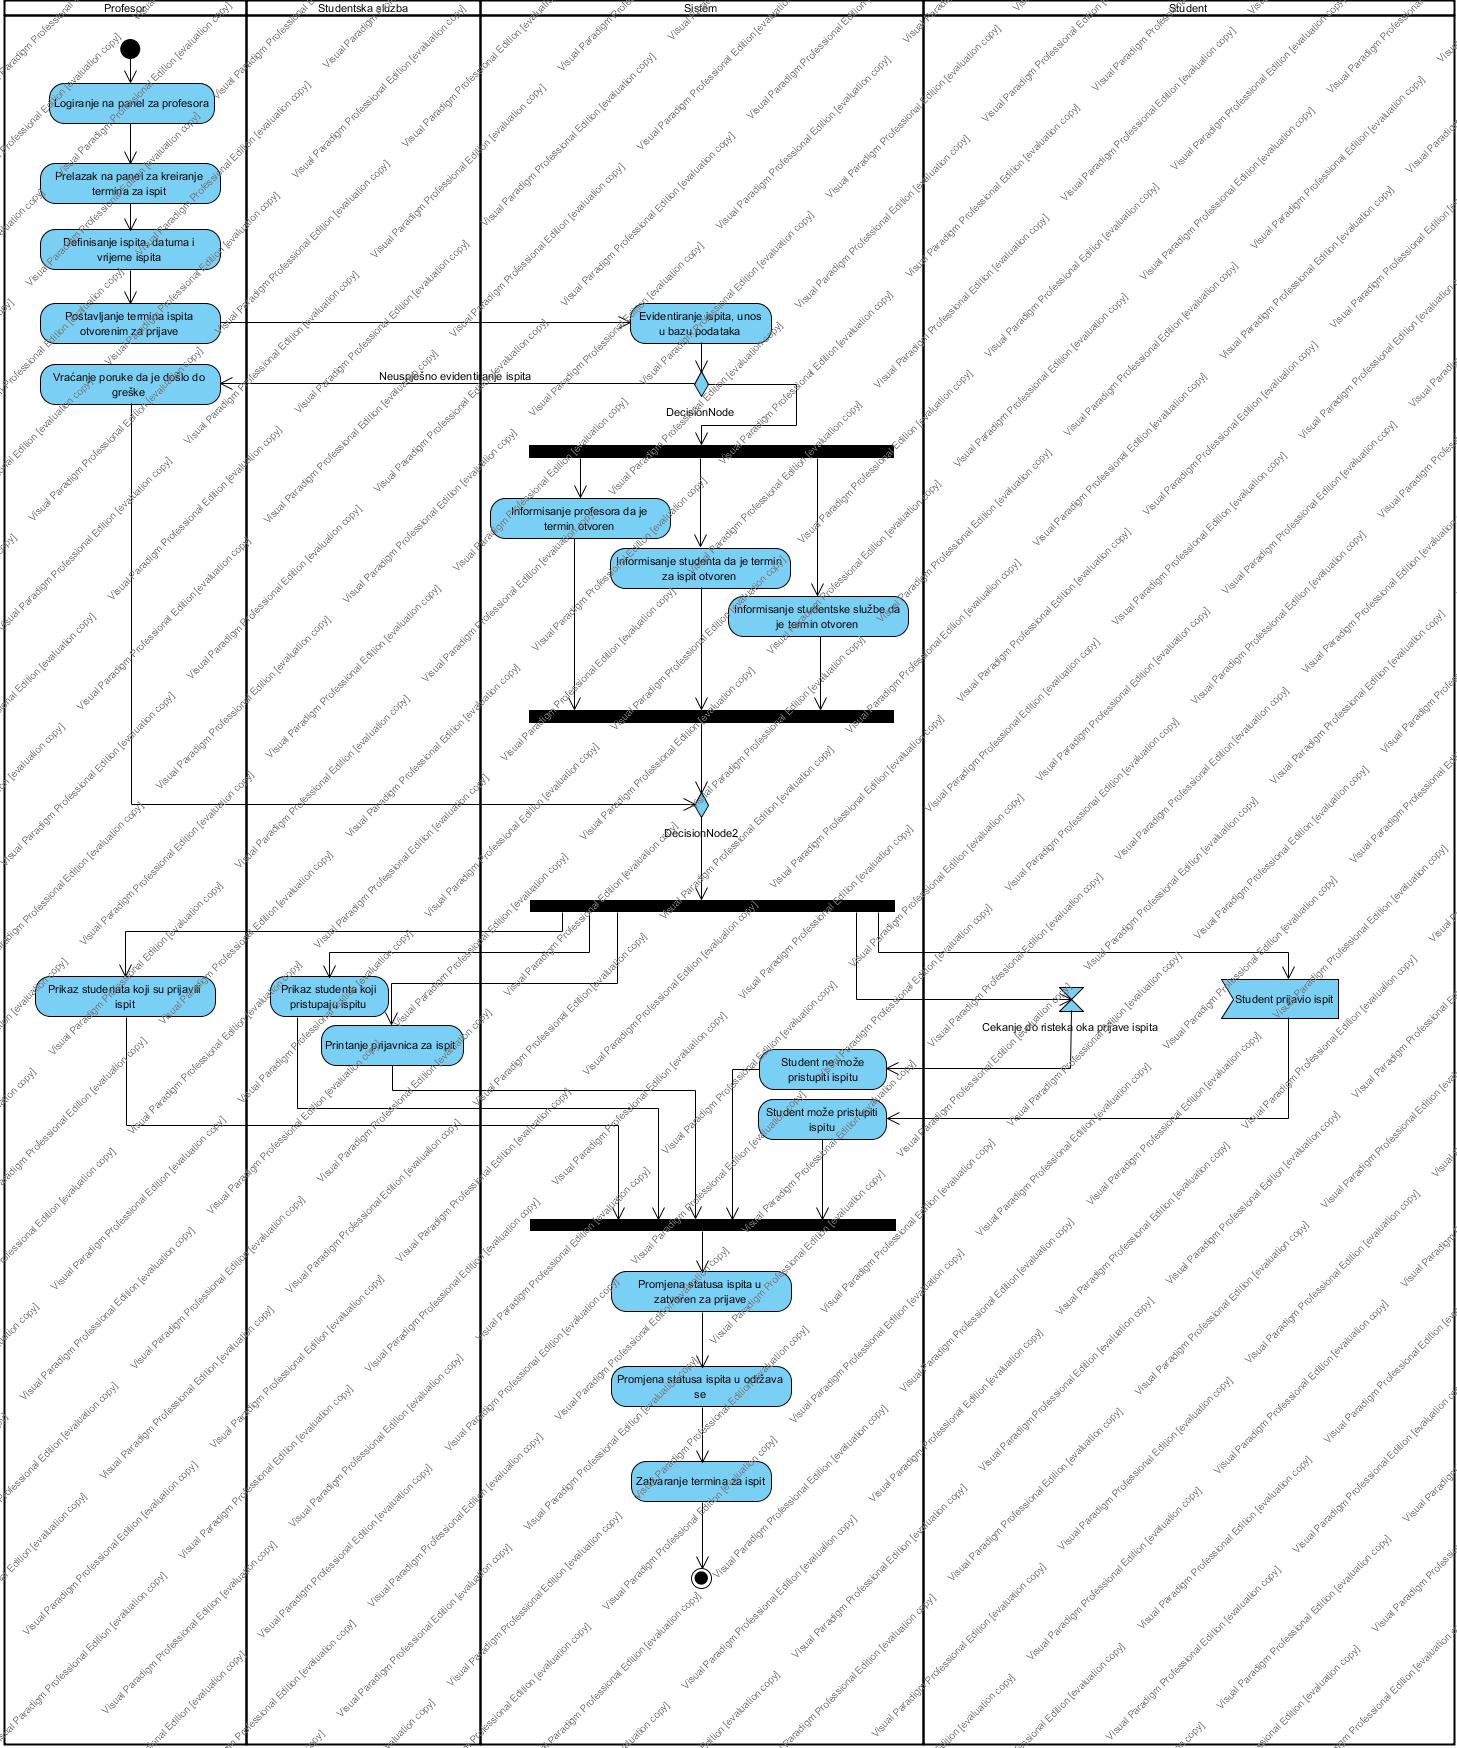 Profesor
Studentska sluzba
Sistem
Student
Logiranje na panel za profesora
Prelazak na panel za kreiranje
termina za ispit
Definisanje ispita, datuma i
vrijeme ispita
Postavljanje termina ispita
otvorenim za prijave
Evidentiranje ispita, unos
u bazu podataka
Vraćanje poruke da je došlo do
greške
Neuspješno evidentiranje ispita
DecisionNode
Informisanje profesora da je
termin otvoren
Informisanje studenta da je termin
za ispit otvoren
Informisanje studentske službe da
je termin otvoren
DecisionNode2
Prikaz studenata koji su prijavili
ispit
Prikaz studenta koji
pristupaju ispitu
Student prijavio ispit
Cekanje do risteka oka prijave ispita
Printanje prijavnica za ispit
Student ne može
pristupiti ispitu
Student može pristupiti
ispitu
Promjena statusa ispita u
zatvoren za prijave
Promjena statusa ispita u održava
se
Zatvaranje termina za ispit
Visual Paradigm Professional Edition [evaluation copy]